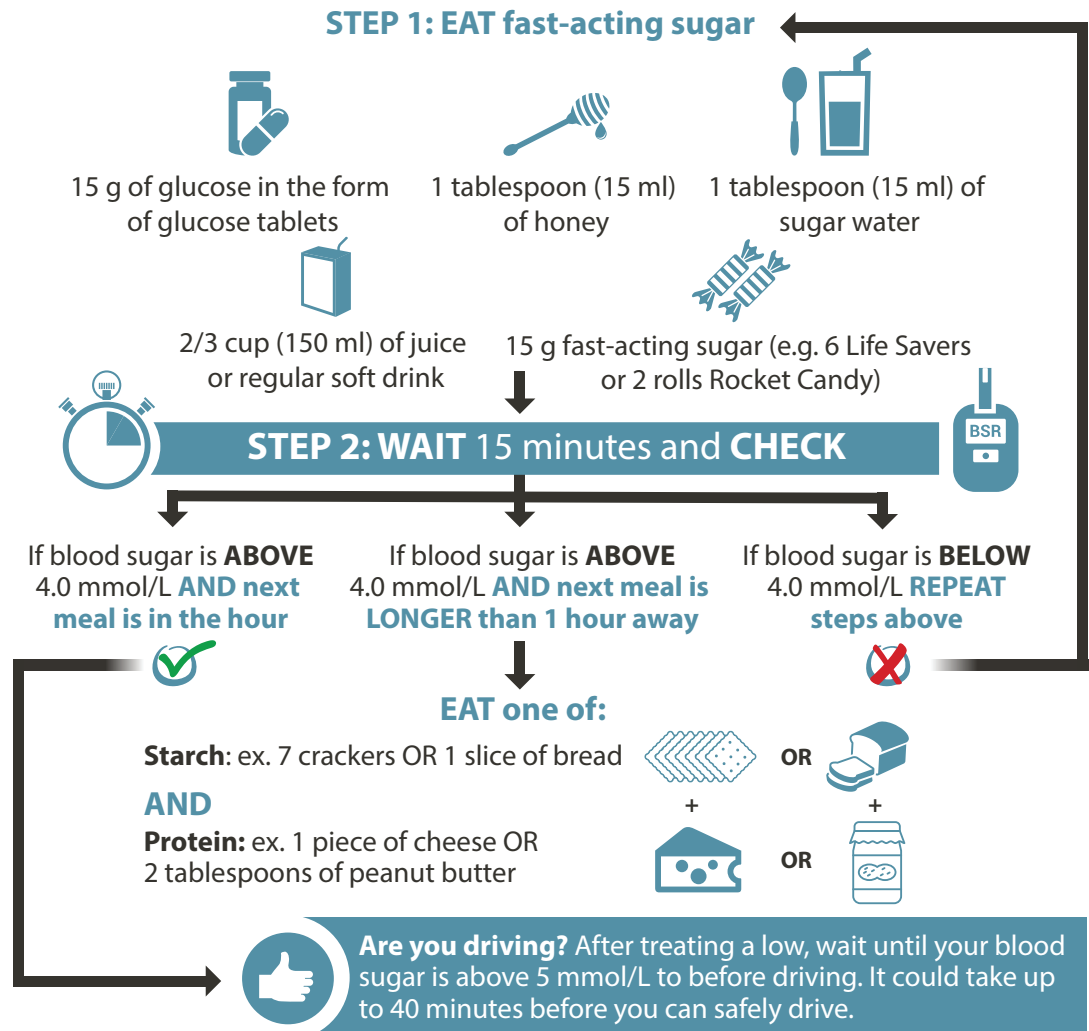 STEP 1: EAT fast-acting sugar
15 g of glucose in the form
of glucose tablets
1 tablespoon (15 ml)
of honey
1 tablespoon (15 ml) of
sugar water
2/3 cup (150 ml) of juice
or regular soft drink
15 g fast-acting sugar (e.g. 6 Life Savers
or 2 rolls Rocket Candy)
STEP 2: WAIT 15 minutes and CHECK
BSR
If blood sugar is ABOVE
4.0 mmol/L AND next
meal is in the hour
If blood sugar is ABOVE
4.0 mmol/L AND next meal is
LONGER than 1 hour away
If blood sugar is BELOW
4.0 mmol/L REPEAT
steps above
EAT one of:
Starch: ex. 7 crackers OR 1 slice of bread
OR
AND
+
+
Protein: ex. 1 piece of cheese OR
2 tablespoons of peanut butter
OR
Are you driving? After treating a low, wait until your blood
sugar is above 5 mmol/L to before driving. It could take up
to 40 minutes before you can safely drive.